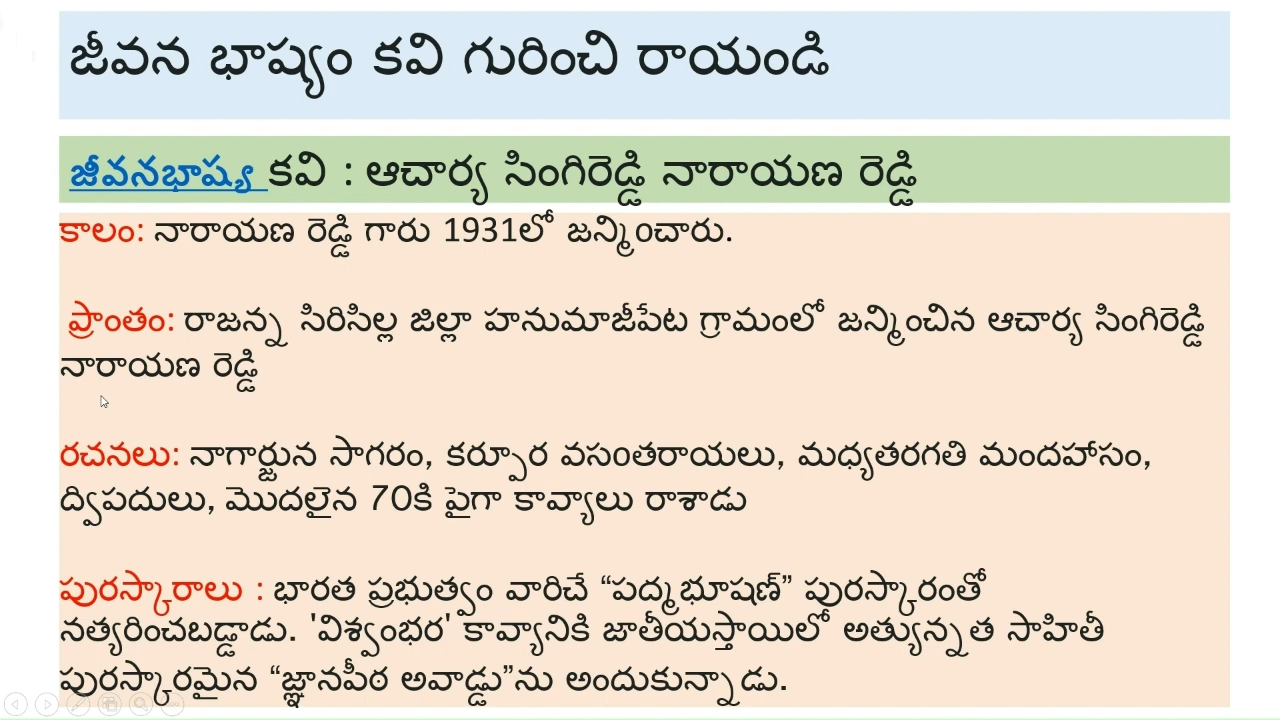 జీవన భాష్యం కవి గురించి రాయండి
జీవనభాష్య కవి : ఆచార్య సింగిరెడ్డి నారాయణ రెడ్డి
కాలం: నారాయణ రెడ్డి గారు 1931లో జన్మించారు.
ప్రాంతం: రాజన్న సిరిసిల్ల జిల్లా హనుమాజీపేట గ్రామంలో జన్మించిన ఆచార్య సింగిరెడ్డి
నారాయణ రెడ్డి
రచనలు: నాగార్జున సాగరం, కర్పూర వసంతరాయలు, మధ్యతరగతి మందహాసం,
ద్విపదులు, మొదలైన 70కి పైగా కావ్యాలు రాశాడు
పురస్కారాలు : భారత ప్రభుత్వం వారిచే “పద్మభూషణ్” పురస్కారంతో
నత్యరించబడ్డాడు. 'విశ్వంభర' కావ్యానికి జాతీయస్తాయిలో అత్యున్నత సాహితీ
పురస్కారమైన “జ్ఞానపీఠ అవార్డు”ను అందుకున్నాడు.